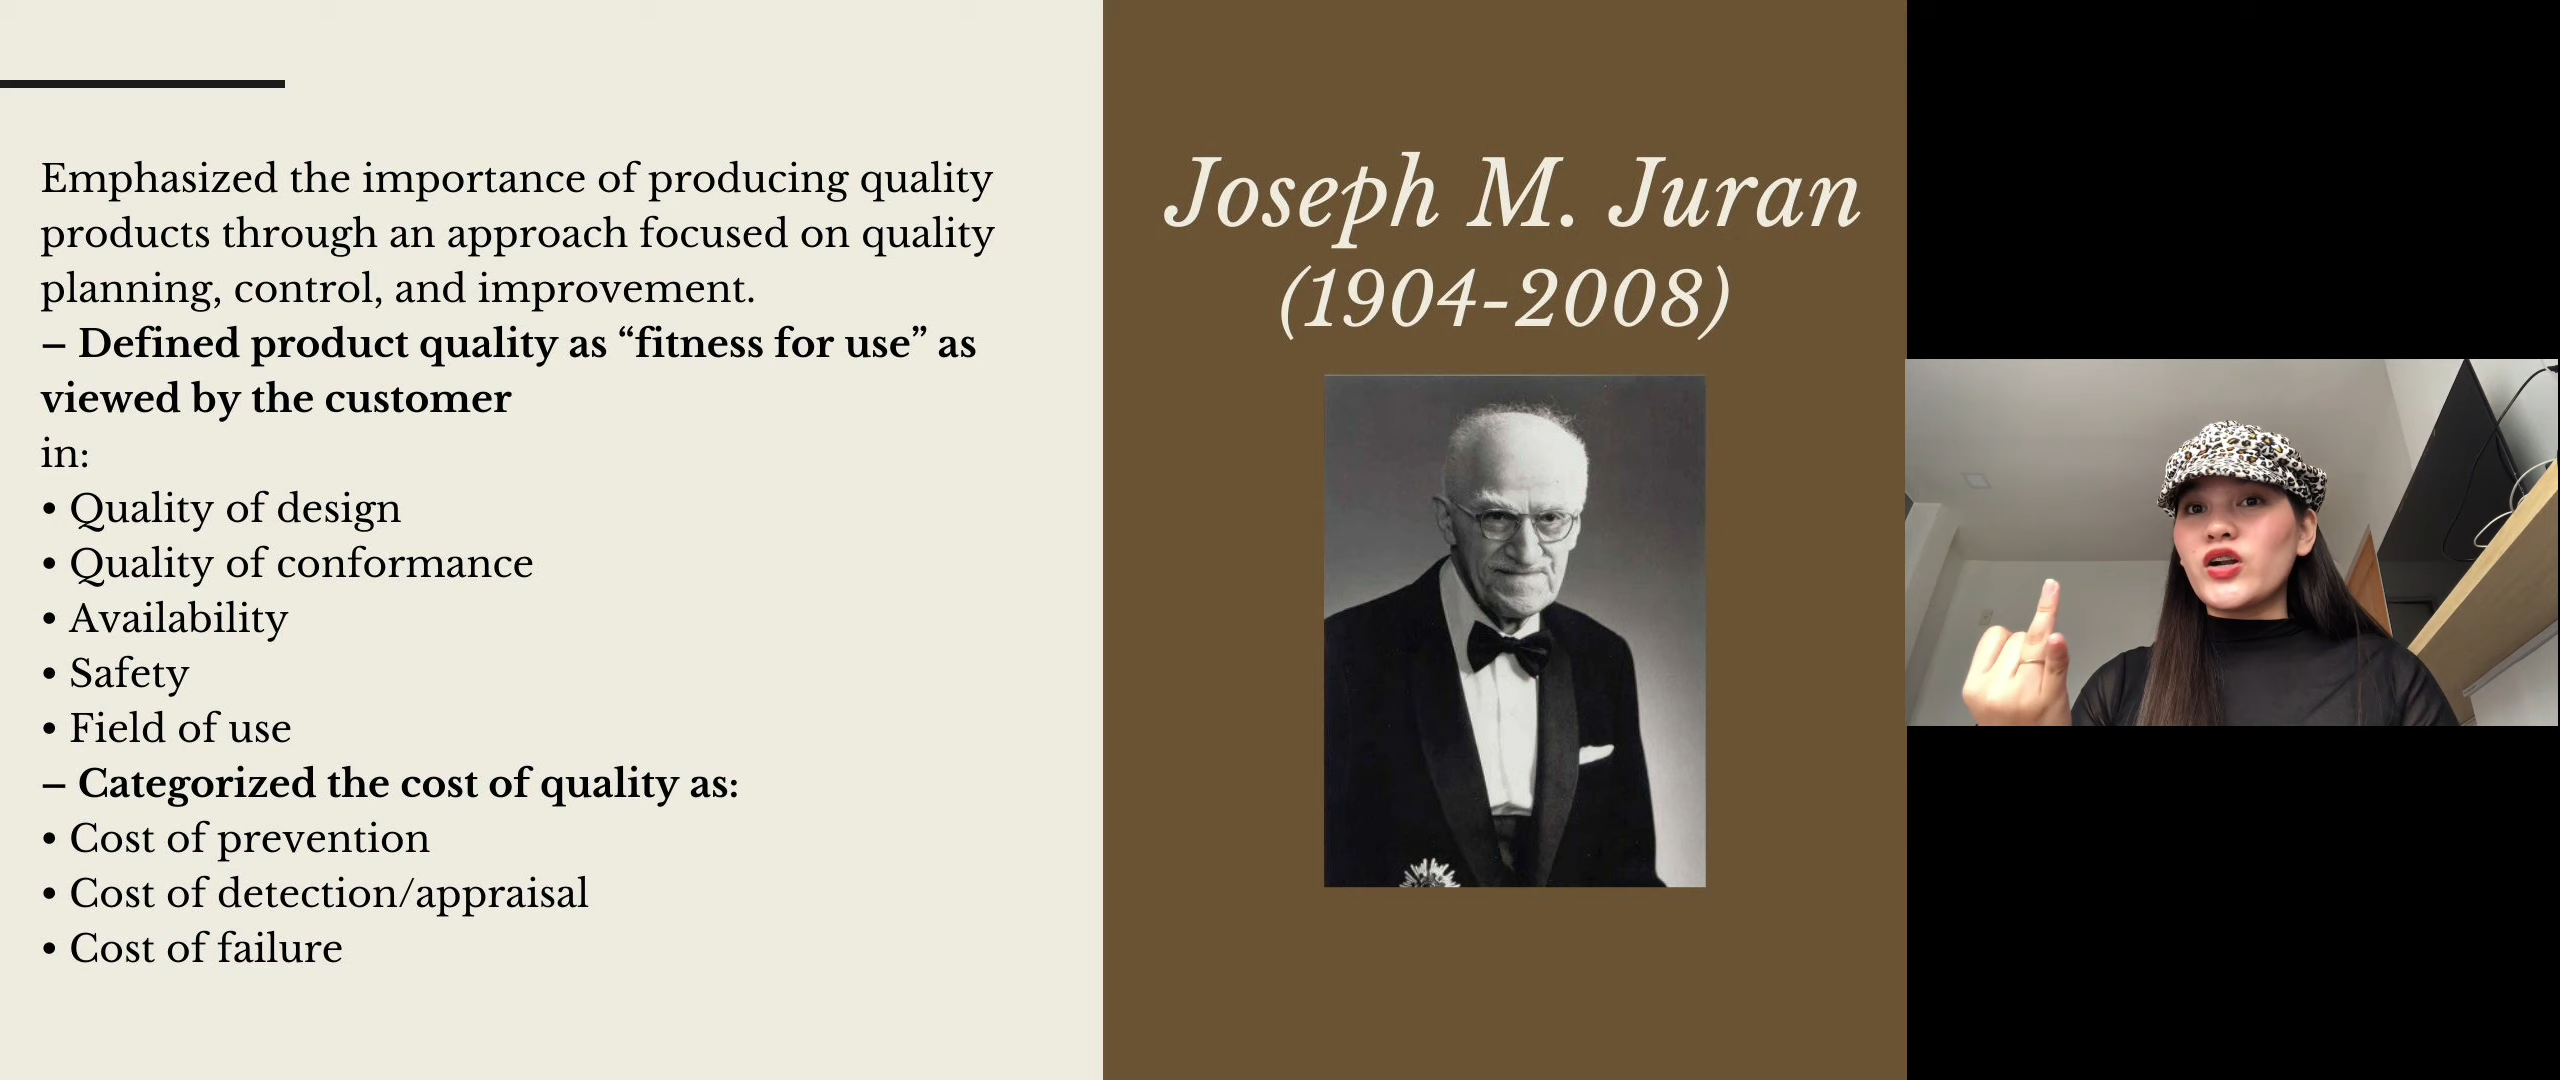 Emphasized the importance of producing quality
products through an approach focused on quality
planning, control, and improvement.
– Defined product quality as “fitness for use” as
viewed by the customer
in:
• Quality of design
• Quality of conformance
• Availability
• Safety
• Field of use
– Categorized the cost of quality as:
• Cost of prevention
• Cost of detection/appraisal
• Cost of failure
Joseph M. Juran
(1904-2008)